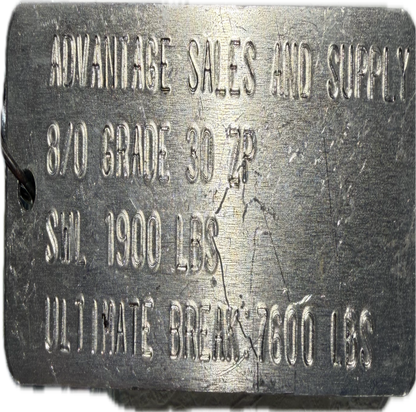 ADVANTAGE SALES AND SUPPLY
8/0 GRADE 30 ZP
SWL 1900 LBS
ULTIMATE BREAK:7600 LBS